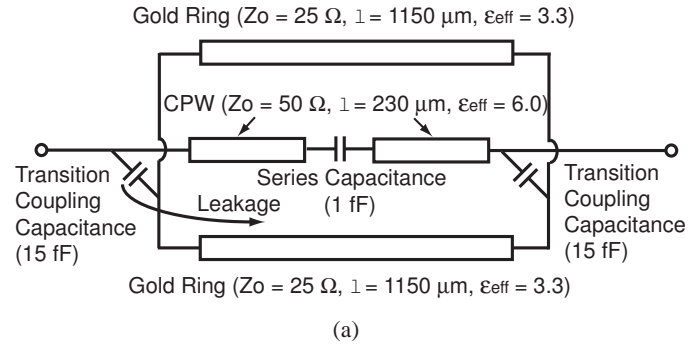 Gold Ring (Zo = 25 Ω, l = 1150 μm, εeff = 3.3)
CPW (Zo = 50 Ω, l = 230 μm, εeff = 6.0)
Transition
Coupling
Capacitance
(15 fF)
Leakage
Series Capacitance
(1 fF)
Transition
Coupling
Capacitance
(15 fF)
Gold Ring (Zo = 25 Ω, l = 1150 μm, εeff = 3.3)
(a)